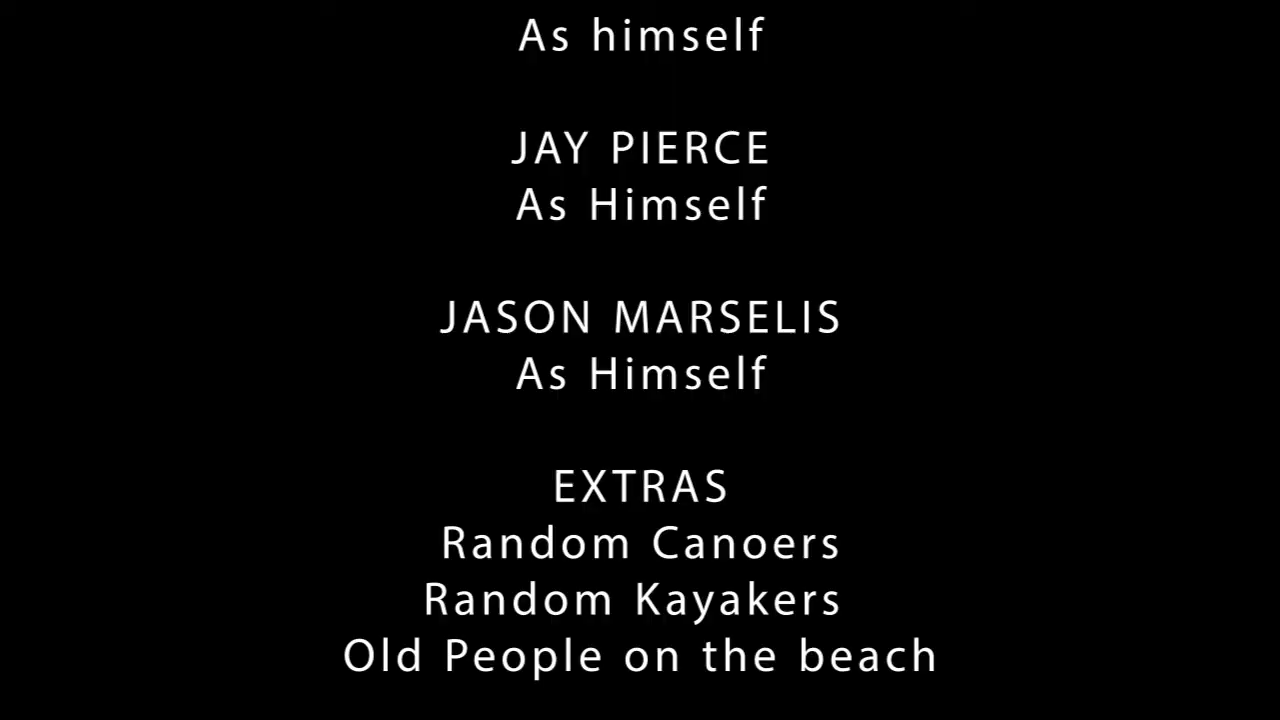 As himself
JAY PIERCE
As Himself
JASON MARSELIS
As Himself
EXTRAS
Random Canoers
Random Kayakers
Old People on the beach